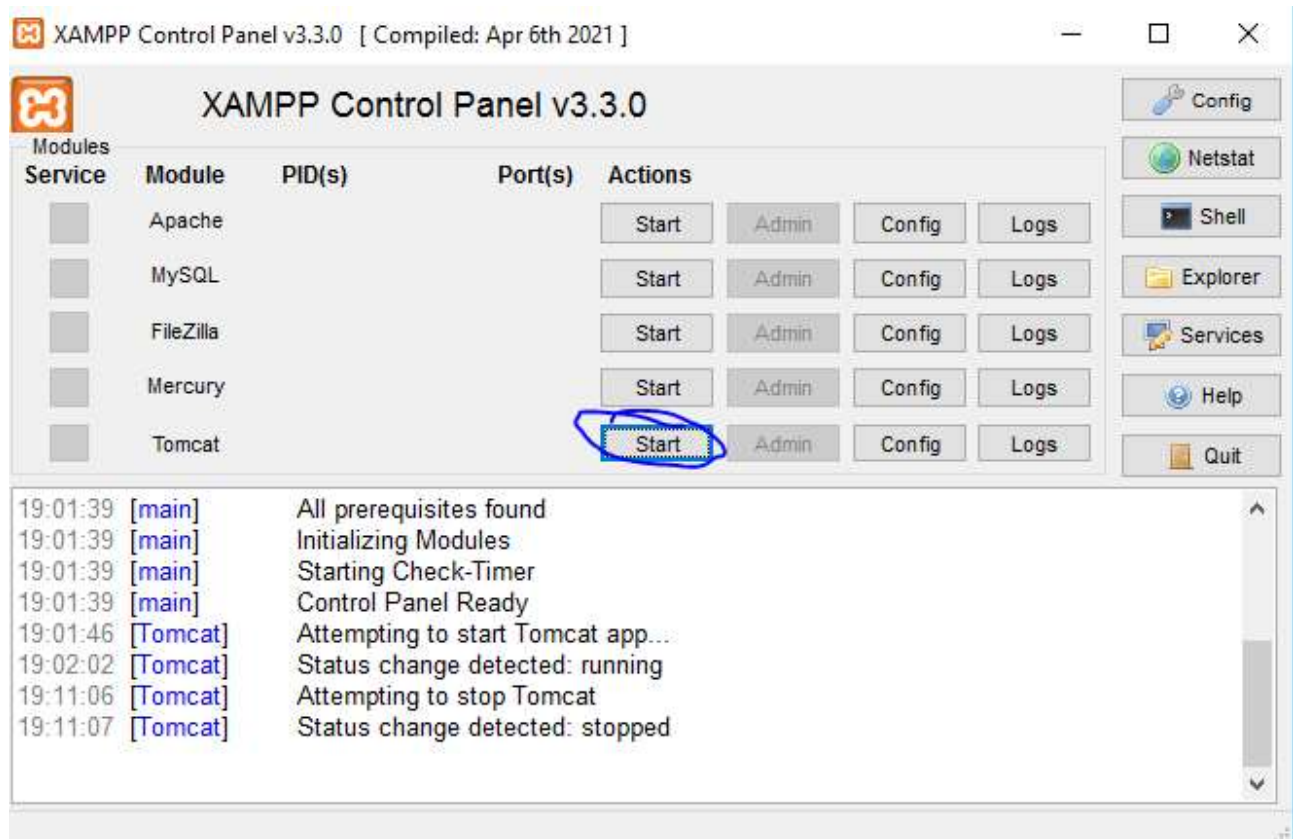 XAMPP Control Panel v3.3.0 [ Compiled: Apr 6th 2021 ]
XAMPP Control Panel v3.3.0
Config
Modules
Netstat
Service Module PID(s) Port(s) Actions
Apache Start Admin Config Logs
Shell
MySQL Start Admin Config Logs
Explorer
FileZilla Start Admin Config Logs
Services
Mercury Start Admin Config Logs
Help
Tomcat Start Admin Config Logs
Quit
19:01:39 [main] All prerequisites found
19:01:39 [main] Initializing Modules
19:01:39 [main] Starting Check-Timer
19:01:39 [main] Control Panel Ready
19:01:46 [Tomcat] Attempting to start Tomcat app...
19:02:02 [Tomcat] Status change detected: running
19:11:06 [Tomcat] Attempting to stop Tomcat
19:11:07 [Tomcat] Status change detected: stopped